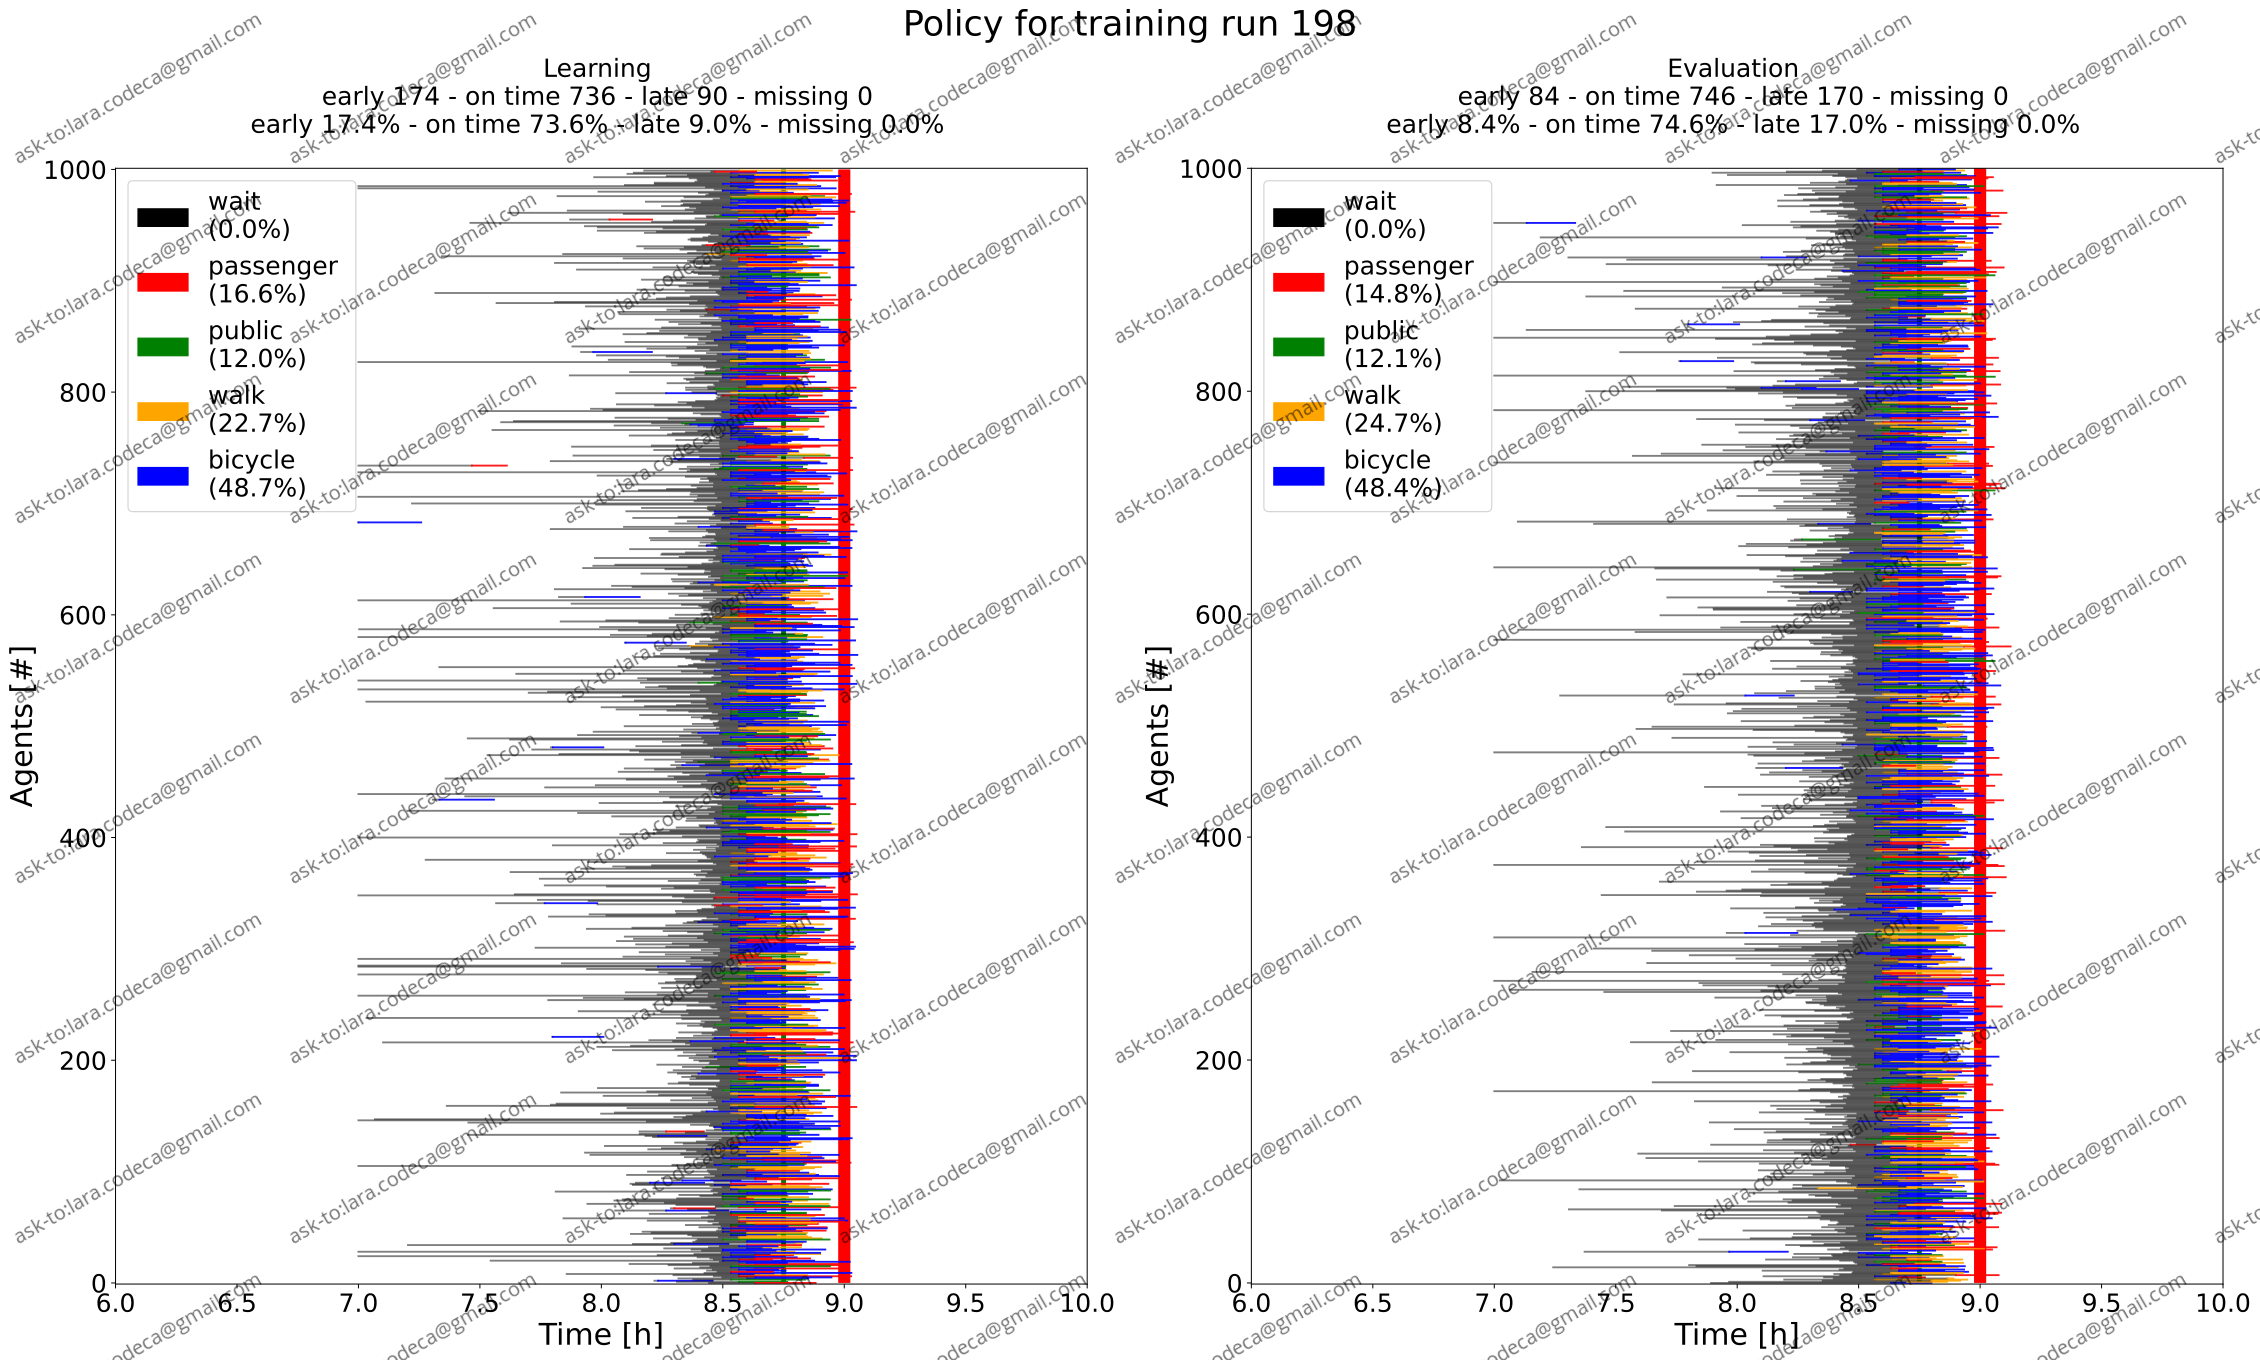 Policy for training run 198
Learning
early 174 - on time 736 - late 90 - missing 0
early 17.4% - on time 73.6% - late 9.0% - missing 0.0%
1000
800
600
400
200
0
Agents [#]
wait
(0.0%)
passenger
(16.6%)
public
(12.0%)
walk
(22.7%)
bicycle
(48.7%)
6.0 6.5 7.0 7.5 8.0 8.5 9.0 9.5 10.0
Time [h]
Evaluation
early 84 - on time 746 - late 170 - missing 0
early 8.4% - on time 74.6% - late 17.0% - missing 0.0%
1000
800
600
400
200
0
Agents [#]
wait
(0.0%)
passenger
(14.8%)
public
(12.1%)
walk
(24.7%)
bicycle
(48.4%)
6.0 6.5 7.0 7.5 8.0 8.5 9.0 9.5 10.0
Time [h]
ask-to:lara.codeca@gmail.com